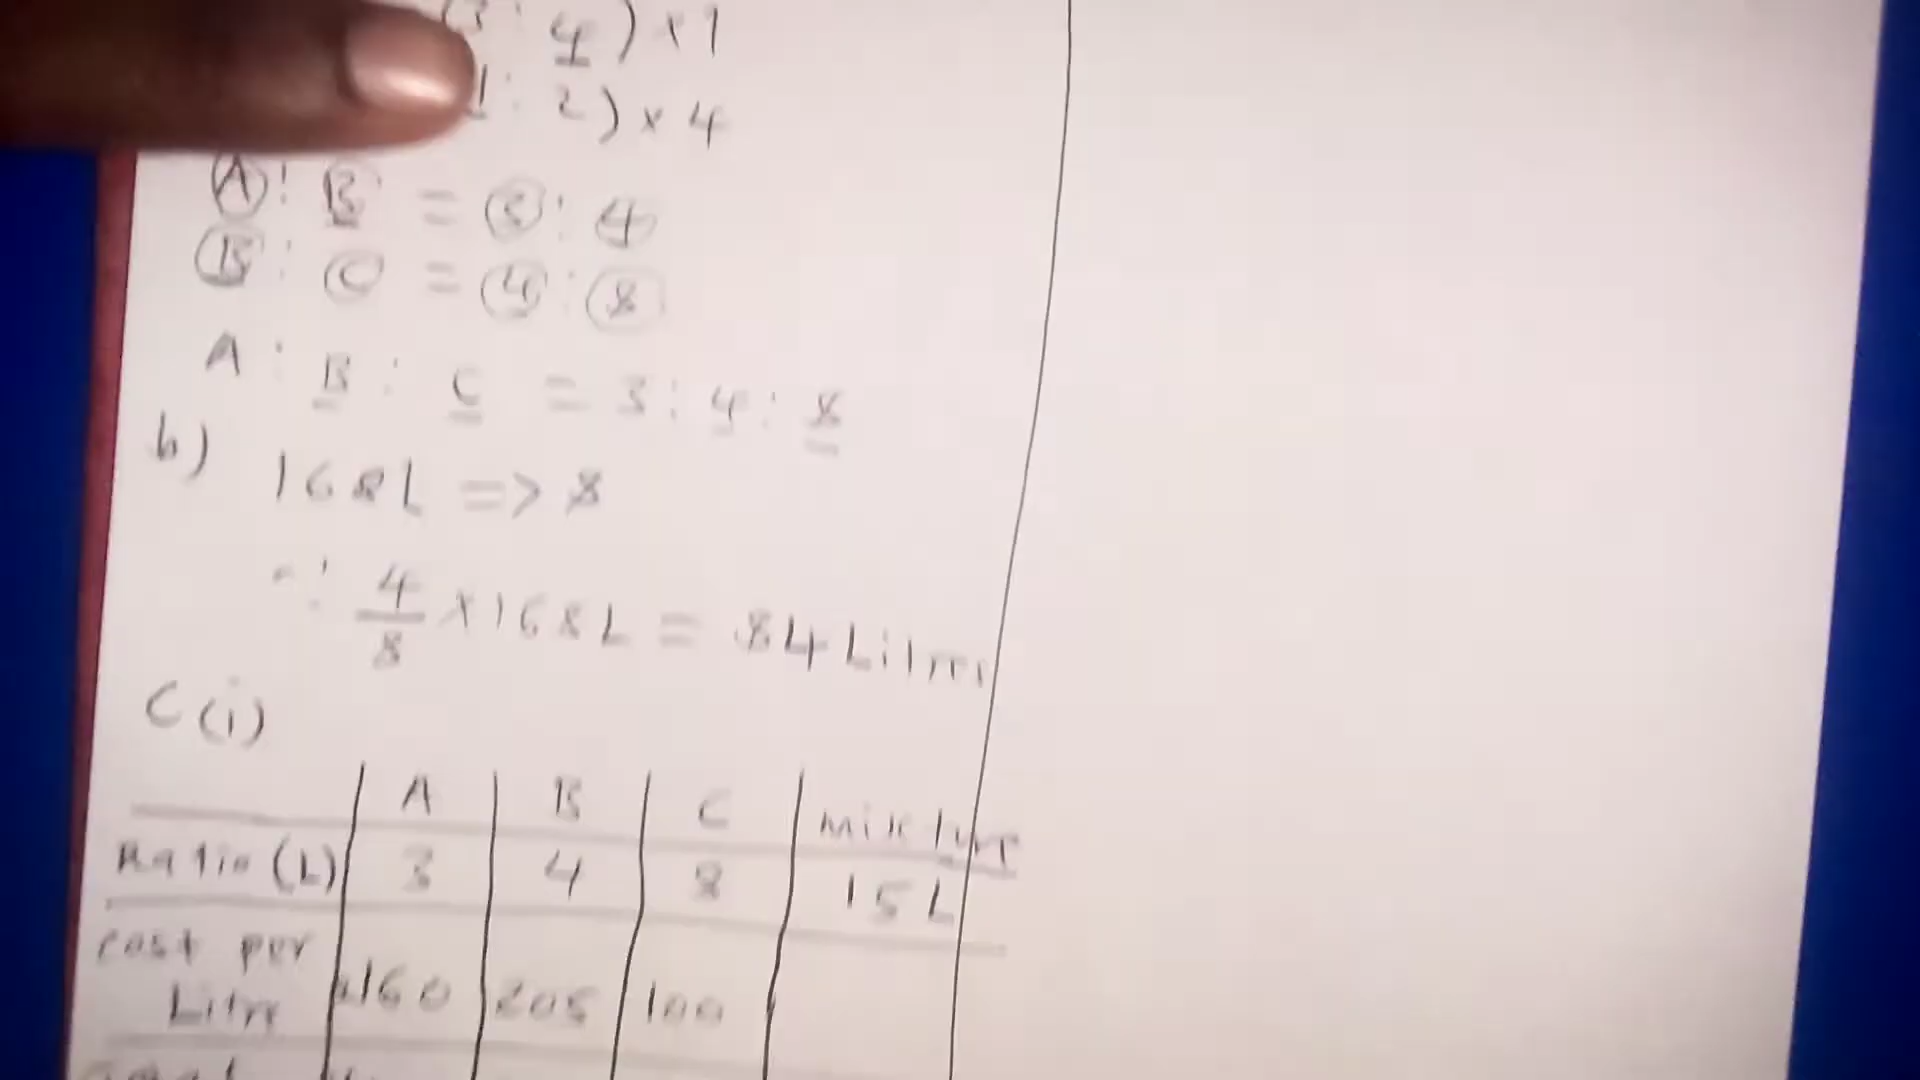 4) x 1
1 : 2) x 4
A : B = 3 : 4
B : C = 4 : 8
A : B : C = 3 : 4 : 8
b)
168L => 8
∴ 4/8 x 168L = 84 Litres
C (i)
A B C mixture
Ratio (L) 3 4 8 15L
cost per
Litre 160 205 100